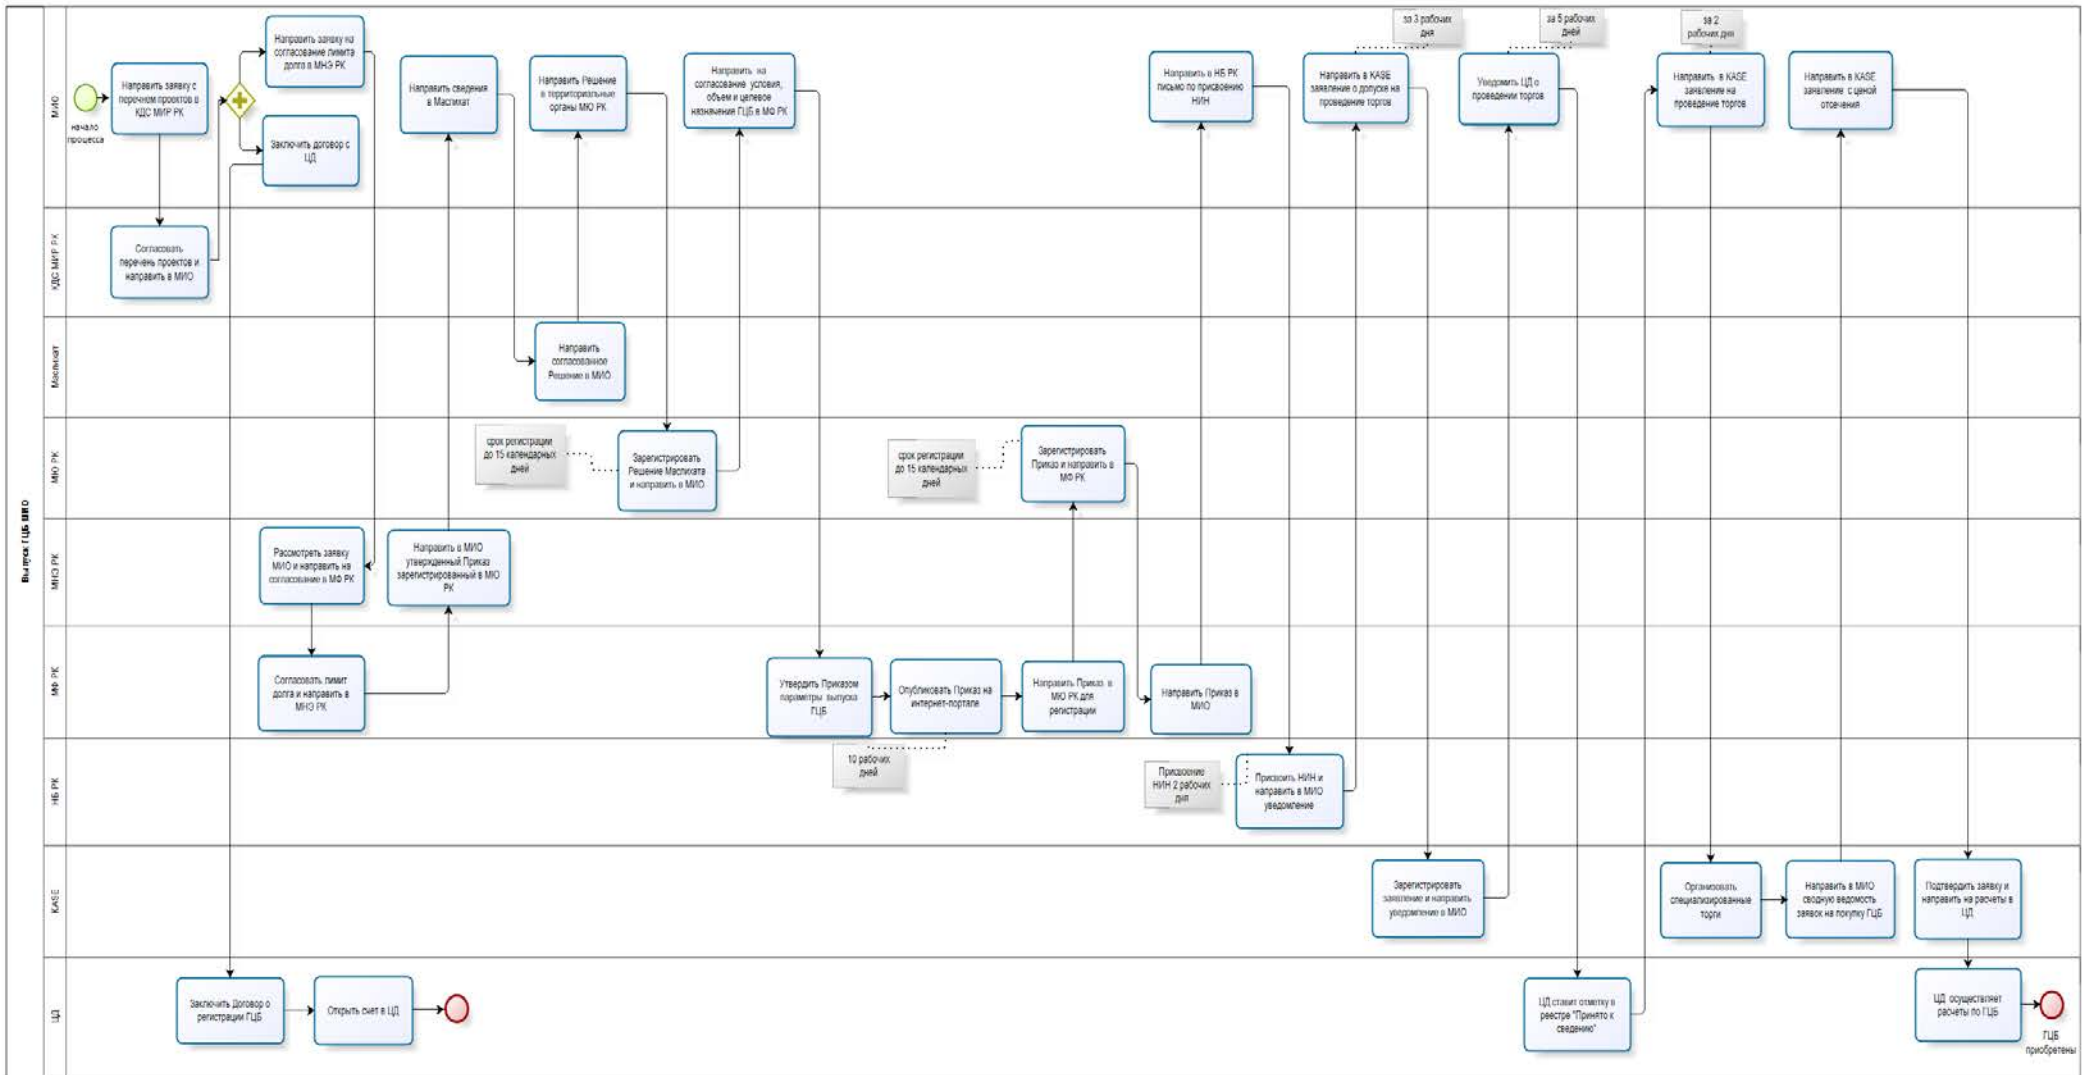 Выпуск ГЦБ МИО
МИО
начало
процесса
Направить заявку с
перечнем проектов в
КДС МИР РК
Направить заявку на
согласование лимита
долга в МНЭ РК
Заключить договор с
ЦД
Направить сведения
в Маслихат
Направить Решение
в территориальные
органы МЮ РК
Направить на
согласование условия,
объем и целевое
назначение ГЦБ в МФ РК
Направить в НБ РК
письмо по присвоению
НИН
за 3 рабочих
дня
Направить в KASE
заявление о допуске на
проведение торгов
за 5 рабочих
дней
Уведомить ЦД о
проведении торгов
за 2
рабочих дня
Направить в KASE
заявление на
проведение торгов
Направить в KASE
заявление с ценой
отсечения
КДС МИР РК
Согласовать
перечень проектов и
направить в МИО
Маслихат
Направить
согласованное
Решение в МИО
МЮ РК
срок регистрации
до 15 календарных
дней
Зарегистрировать
Решение Маслихата
и направить в МИО
срок регистрации
до 15 календарных
дней
Зарегистрировать
Приказ и направить в
МФ РК
МНЭ РК
Рассмотреть заявку
МИО и направить на
согласование в МФ РК
Направить в МИО
утвержденный Приказ
зарегистрированный в МЮ
РК
МФ РК
Согласовать лимит
долга и направить в
МНЭ РК
Утвердить Приказом
параметры выпуска
ГЦБ
Опубликовать Приказ на
интернет-портале
Направить Приказ в
МЮ РК для
регистрации
Направить Приказ в
МИО
НБ РК
10 рабочих
дней
Присвоение
НИН 2 рабочих
дня
Присвоить НИН и
направить в МИО
уведомление
KASE
Зарегистрировать
заявление и направить
уведомление в МИО
Организовать
специализированные
торги
Направить в МИО
сводную ведомость
заявок на покупку ГЦБ
Подтвердить заявку и
направить на расчеты в
ЦД
ЦД
Заключить Договор о
регистрации ГЦБ
Открыть счет в ЦД
ЦД ставит отметку в
реестре "Принято к
сведению"
ЦД осуществляет
расчеты по ГЦБ
ГЦБ
приобретены